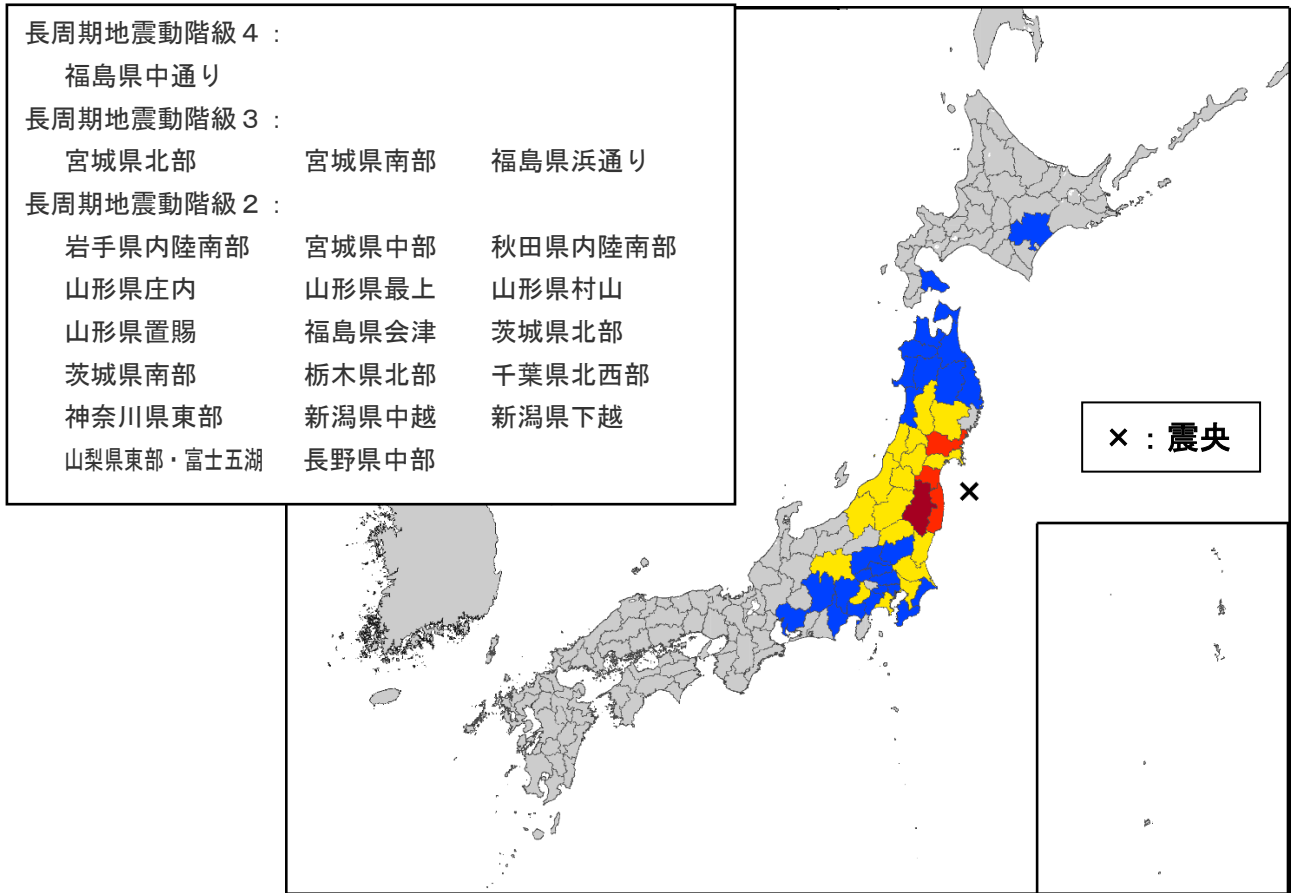 長周期地震動階級４：
福島県中通り
長周期地震動階級３：
宮城県北部 宮城県南部 福島県浜通り
長周期地震動階級２：
岩手県内陸南部 宮城県中部 秋田県内陸南部
山形県庄内 山形県最上 山形県村山
山形県置賜 福島県会津 茨城県北部
茨城県南部 栃木県北部 千葉県北西部
神奈川県東部 新潟県中越 新潟県下越
山梨県東部・富士五湖 長野県中部
×：震央
×